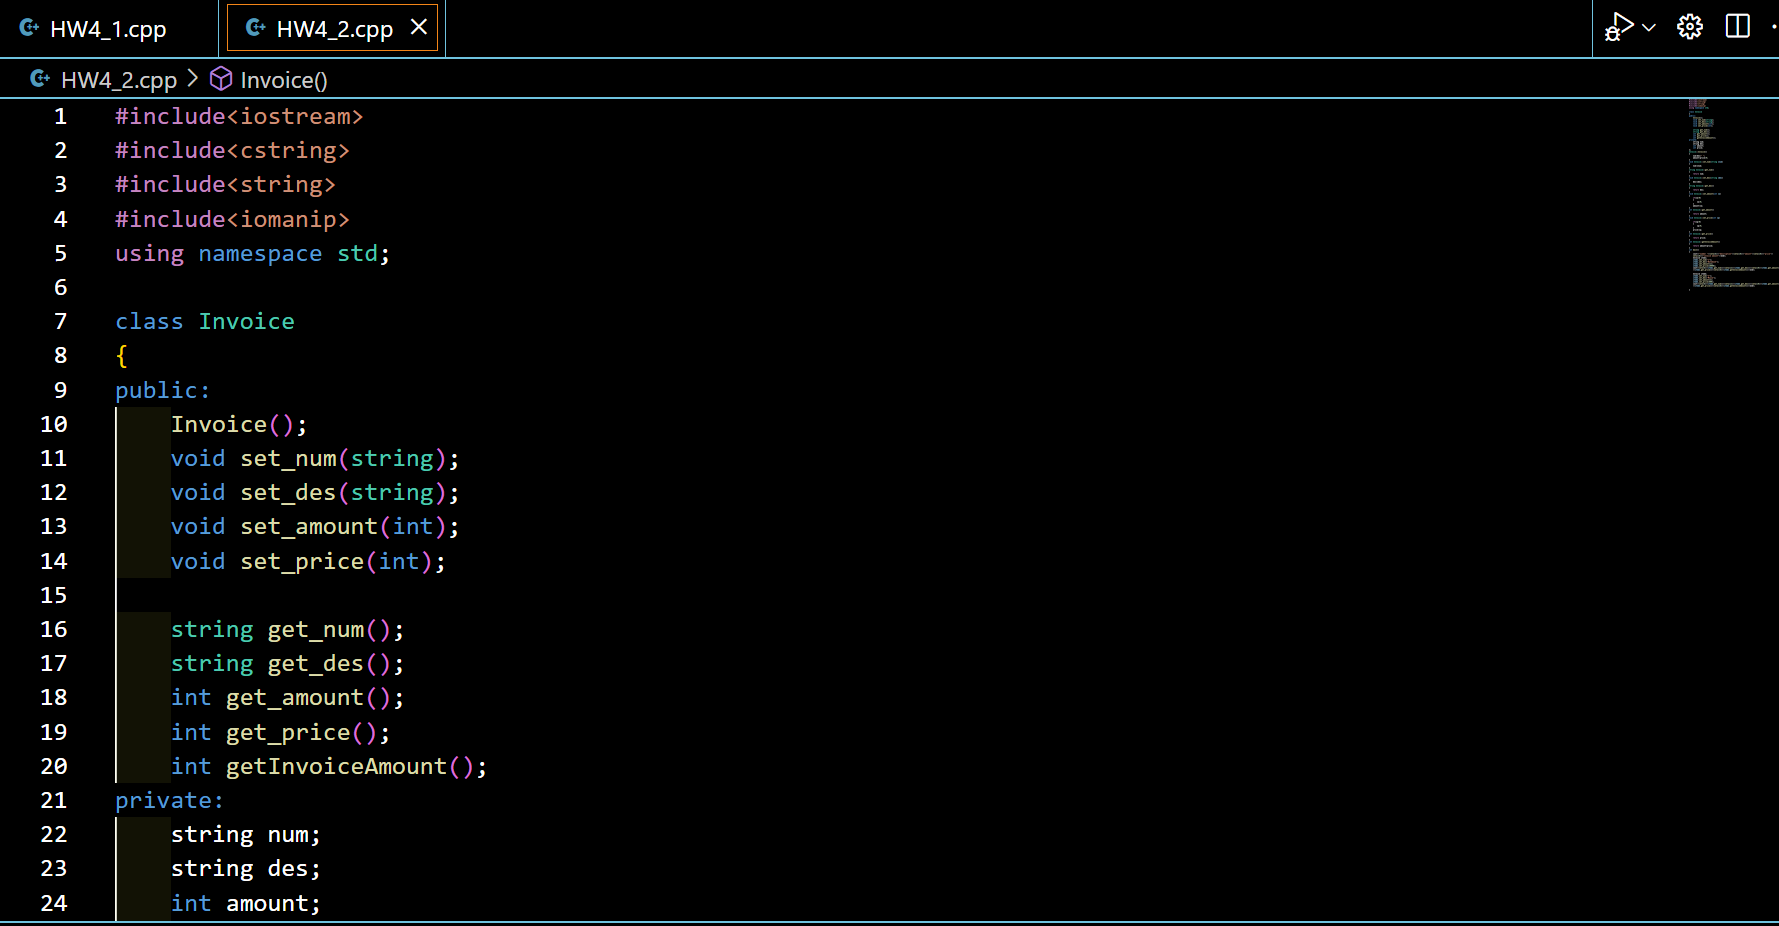 HW4_1.cpp HW4_2.cpp
HW4_2.cpp > Invoice()
1 #include<iostream>
2 #include<cstring>
3 #include<string>
4 #include<iomanip>
5 using namespace std;
6
7 class Invoice
8 {
9 public:
10 Invoice();
11 void set_num(string);
12 void set_des(string);
13 void set_amount(int);
14 void set_price(int);
15
16 string get_num();
17 string get_des();
18 int get_amount();
19 int get_price();
20 int getInvoiceAmount();
21 private:
22 string num;
23 string des;
24 int amount;